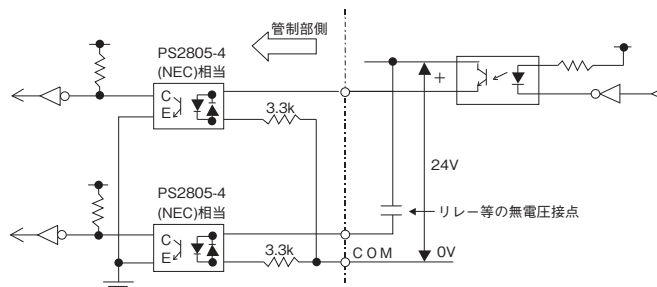 管制部側
PS2805-4
(NEC)相当
C
E
3.3k
+
24V
リレー等の無電圧接点
PS2805-4
(NEC)相当
C
E
3.3k
COM
0V